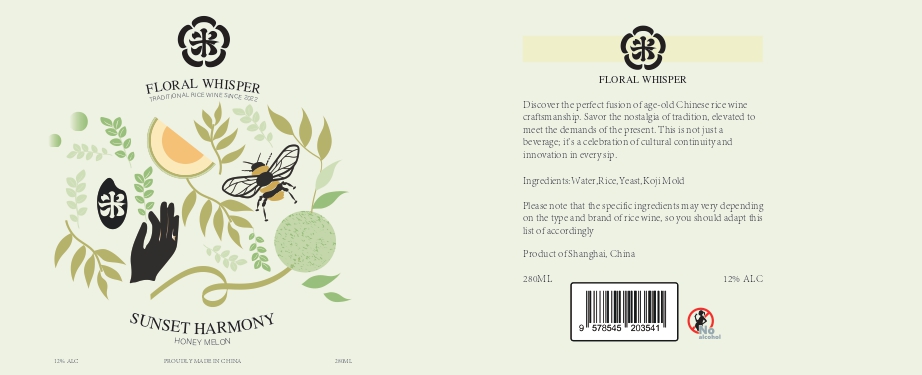 米
FLORAL WHISPER
TRADITIONAL RICE WINE SINCE 2022
米
SUNSET HARMONY
HONEY MELON
12% ALC
PROUDLY MADE IN CHINA
280ML
米
FLORAL WHISPER
Discover the perfect fusion of age-old Chinese rice wine
craftsmanship. Savor the nostalgia of tradition, elevated to
meet the demands of the present. This is not just a
beverage; it's a celebration of cultural continuity and
innovation in every sip.
Ingredients: Water, Rice, Yeast, Koji Mold
Please note that the specific ingredients may very depending
on the type and brand of rice wine, so you should adapt this
list of accordingly
Product of Shanghai, China
280ML
12% ALC
9 578545 203541
No
alcohol